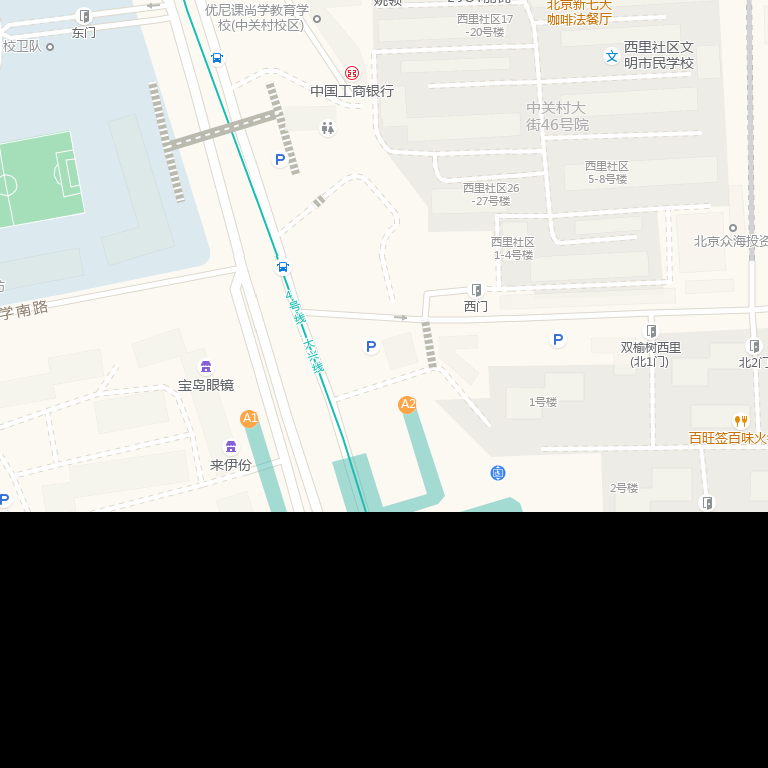 优尼课尚学教育学
校(中关村校区)
西里社区17
-20号楼
北京新七大
咖啡法餐厅
东门
校卫队
西里社区文
明市民学校
中国工商银行
中关村大
街46号院
P
西里社区
5-8号楼
西里社区26
-27号楼
西里社区
1-4号楼
北京众海投资
4号线
大兴线
学南路
西门
P
P
双榆树西里
(北1门)
北2门
宝岛眼镜
1号楼
A1
A2
百旺签百味火
来伊份
2号楼
P